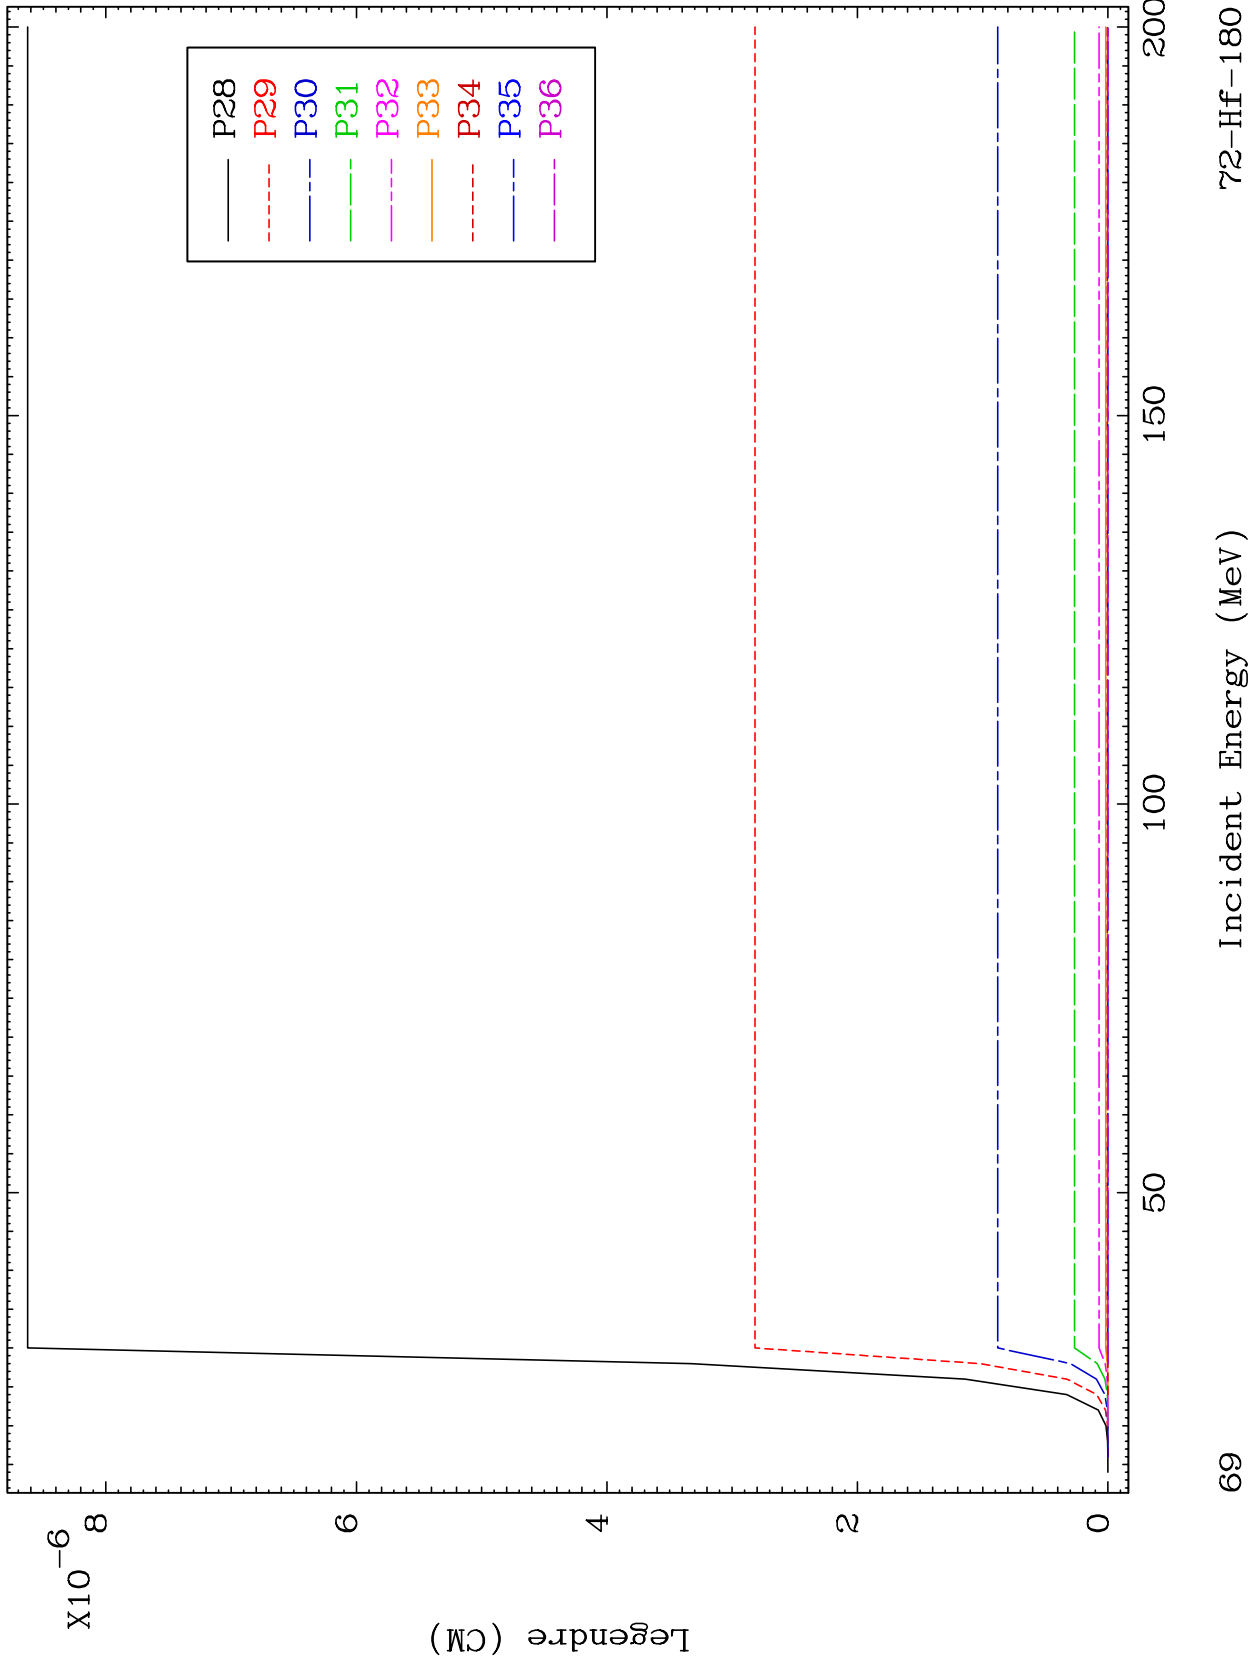 X10-6
8
6
4
2
0
Legendre (CM)
P28
P29
P30
P31
P32
P33
P34
P35
P36
50
100
150
200
Incident Energy (MeV)
69
72-Hf-180